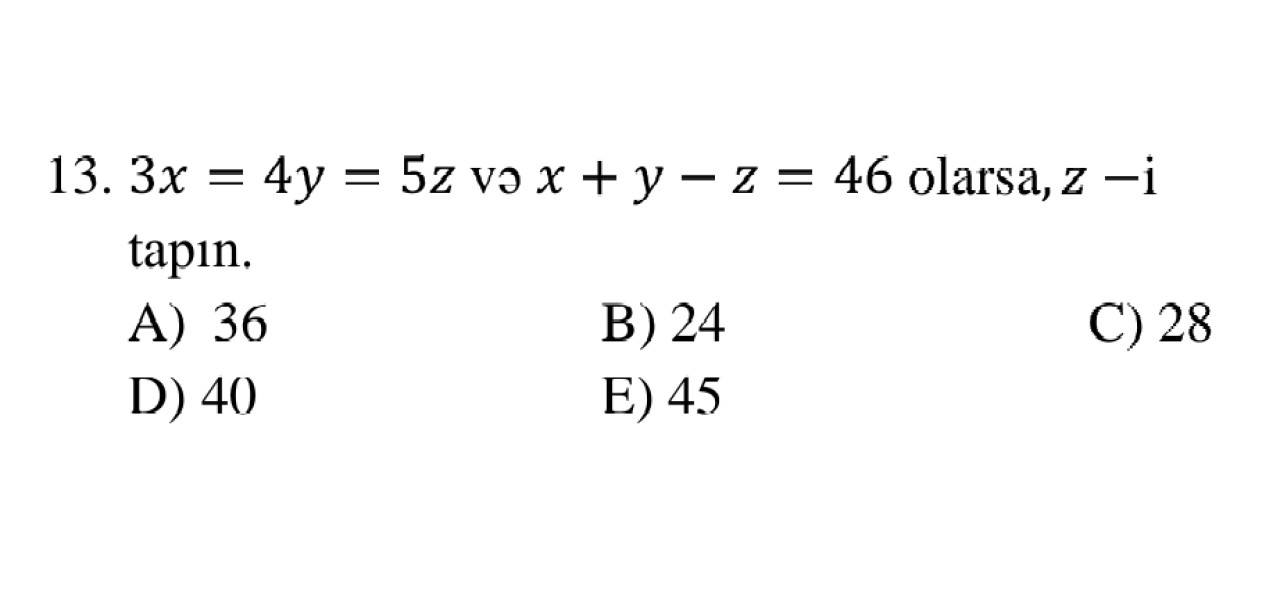 13. 3x = 4y = 5z və x + y − z = 46 olarsa, z −i
tapın.
A) 36 B) 24 C) 28
D) 40 E) 45